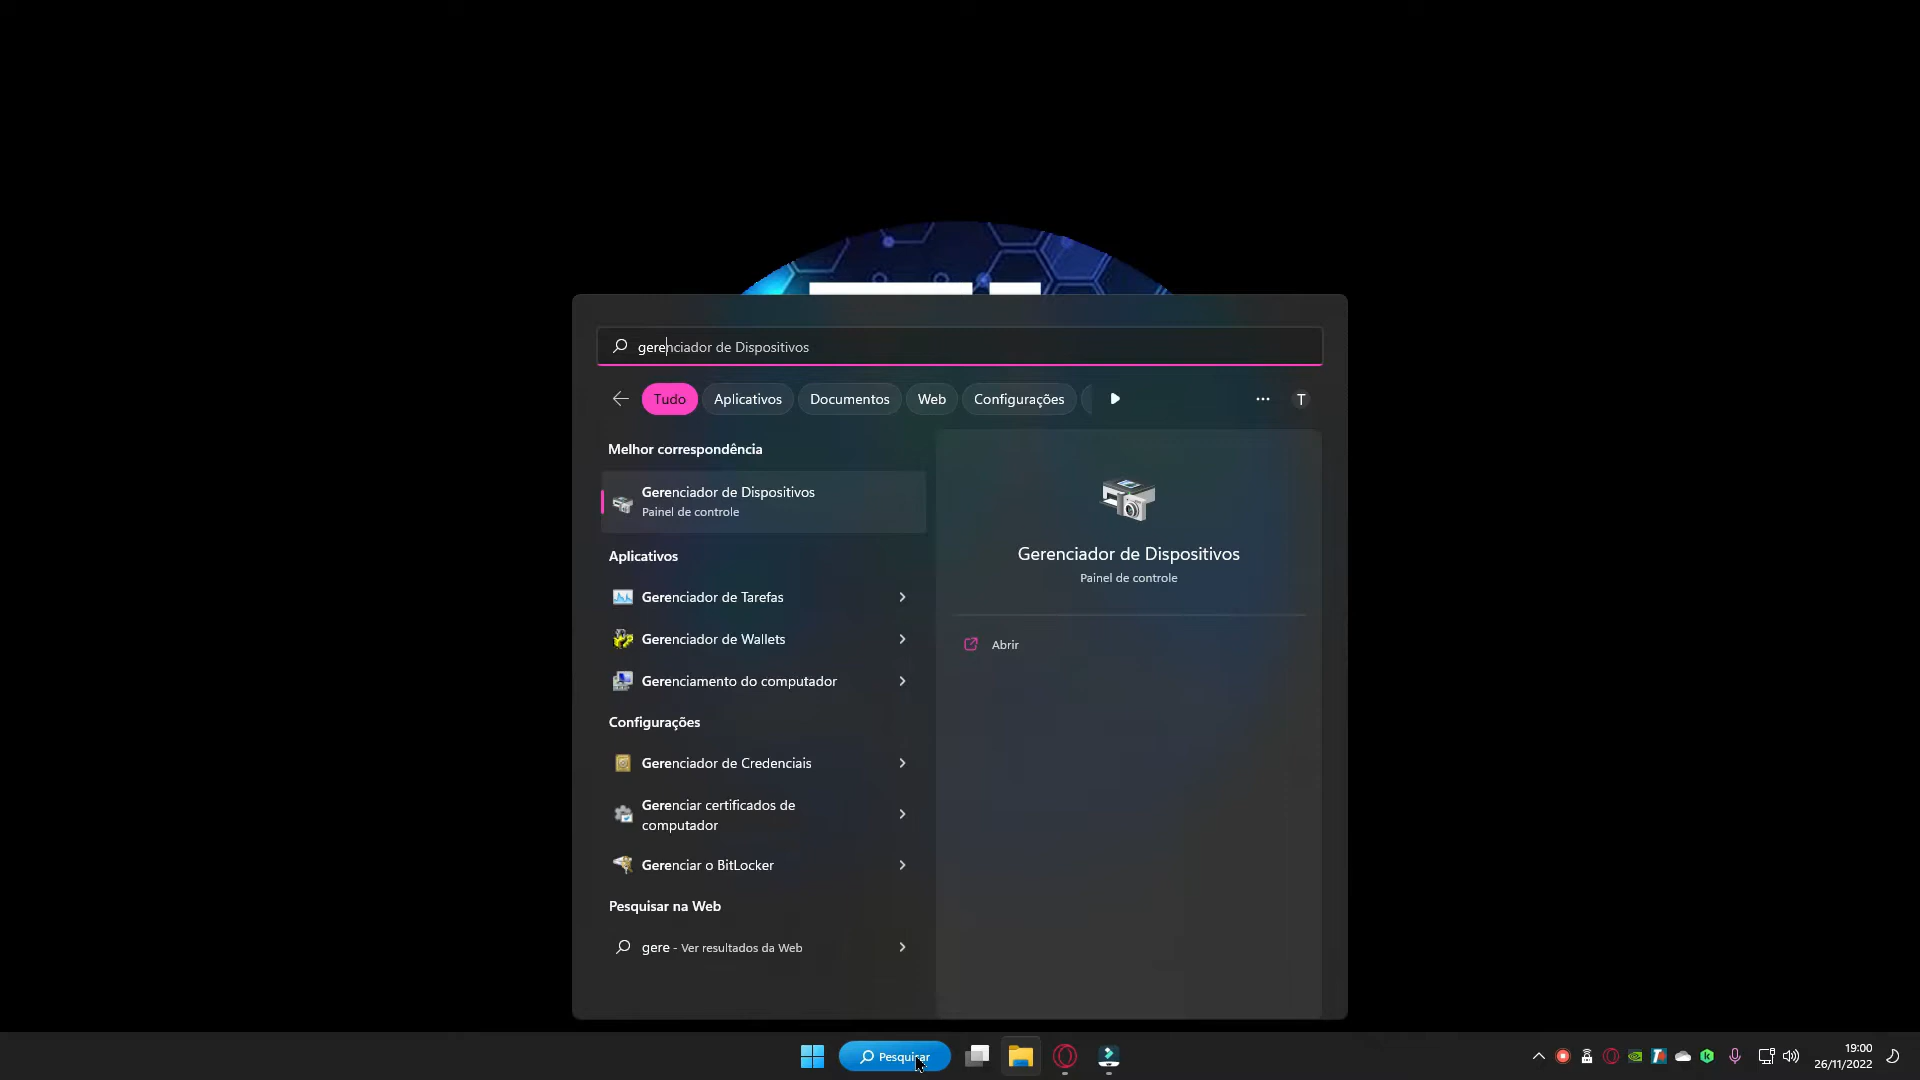 gerenciador de Dispositivos
Tudo
Aplicativos
Documentos
Web
Configurações
T
Melhor correspondência
Gerenciador de Dispositivos
Painel de controle
Aplicativos
Gerenciador de Tarefas
Gerenciador de Wallets
Gerenciamento do computador
Configurações
Gerenciador de Credenciais
Gerenciar certificados de
computador
Gerenciar o BitLocker
Pesquisar na Web
gere - Ver resultados da Web
Gerenciador de Dispositivos
Painel de controle
Abrir
Pesquisar
19:00
26/11/2022